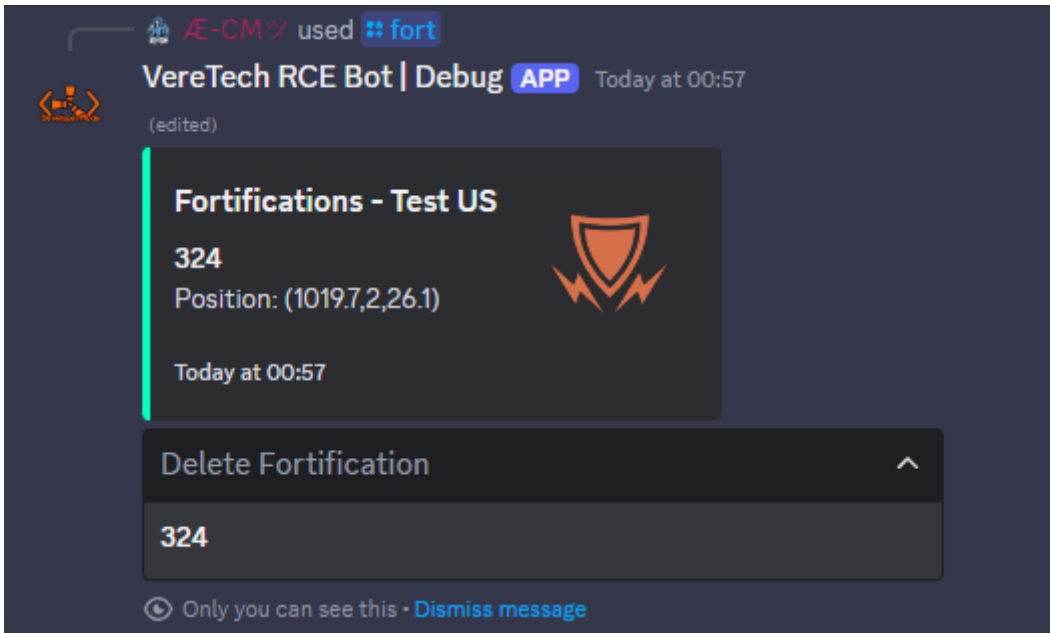 Æ-CMツ used fort
VereTech RCE Bot | Debug APP Today at 00:57
(edited)
Fortifications - Test US
324
Position: (1019.7,2,26.1)
Today at 00:57
Delete Fortification
324
Only you can see this • Dismiss message